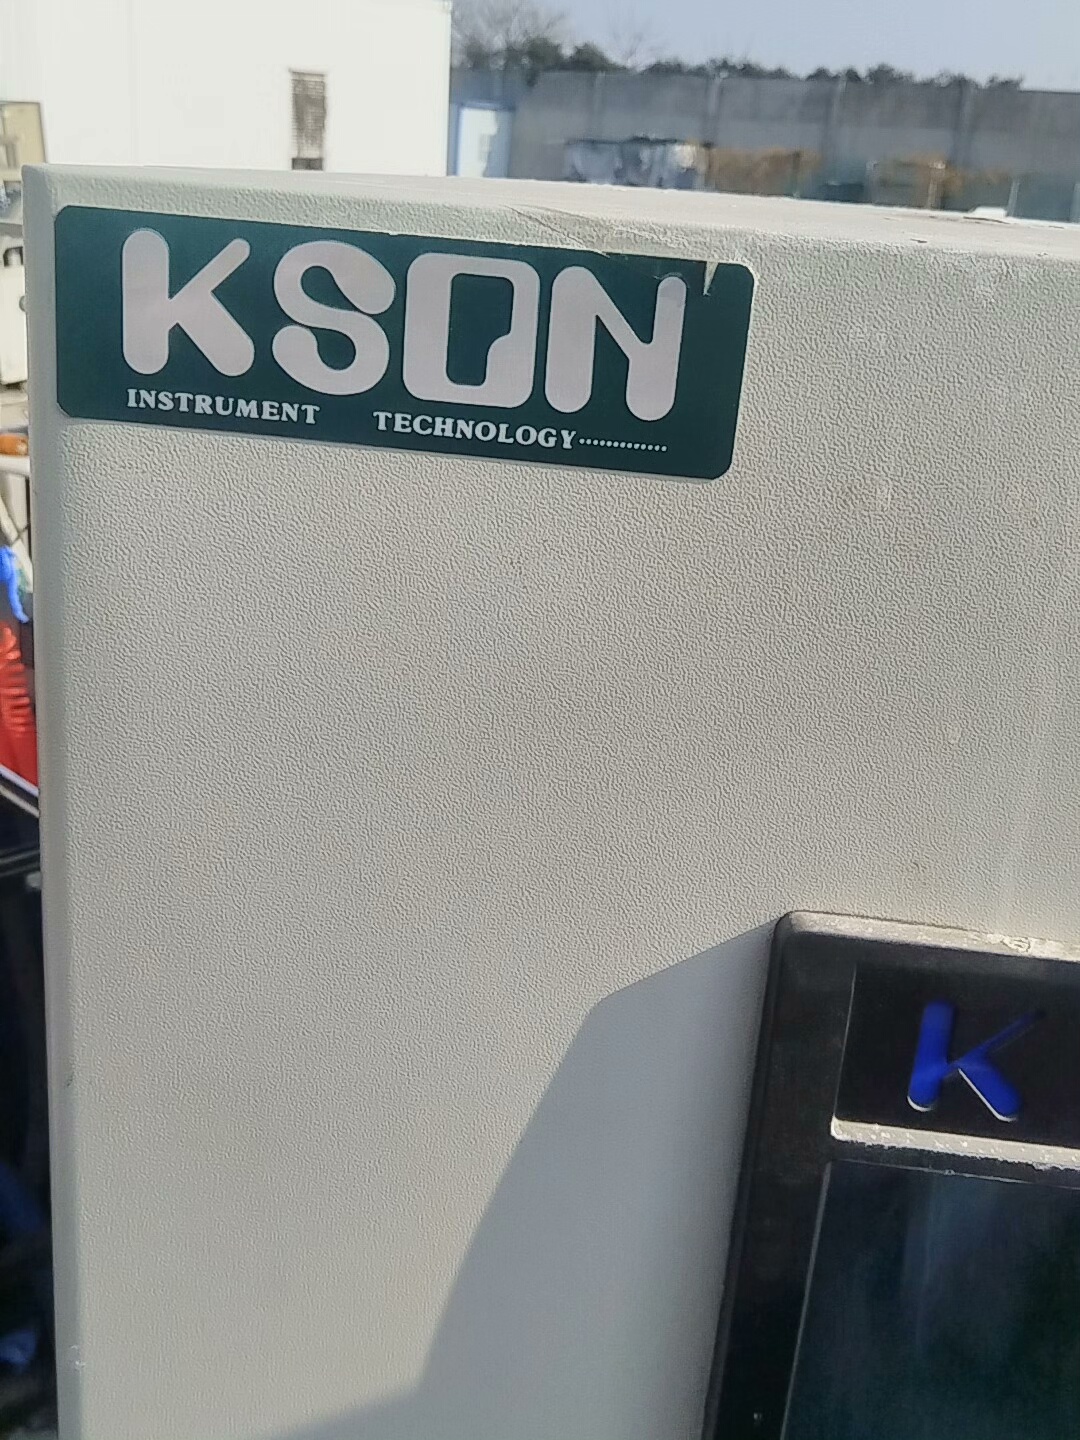 KSON
INSTRUMENT TECHNOLOGY.............
K